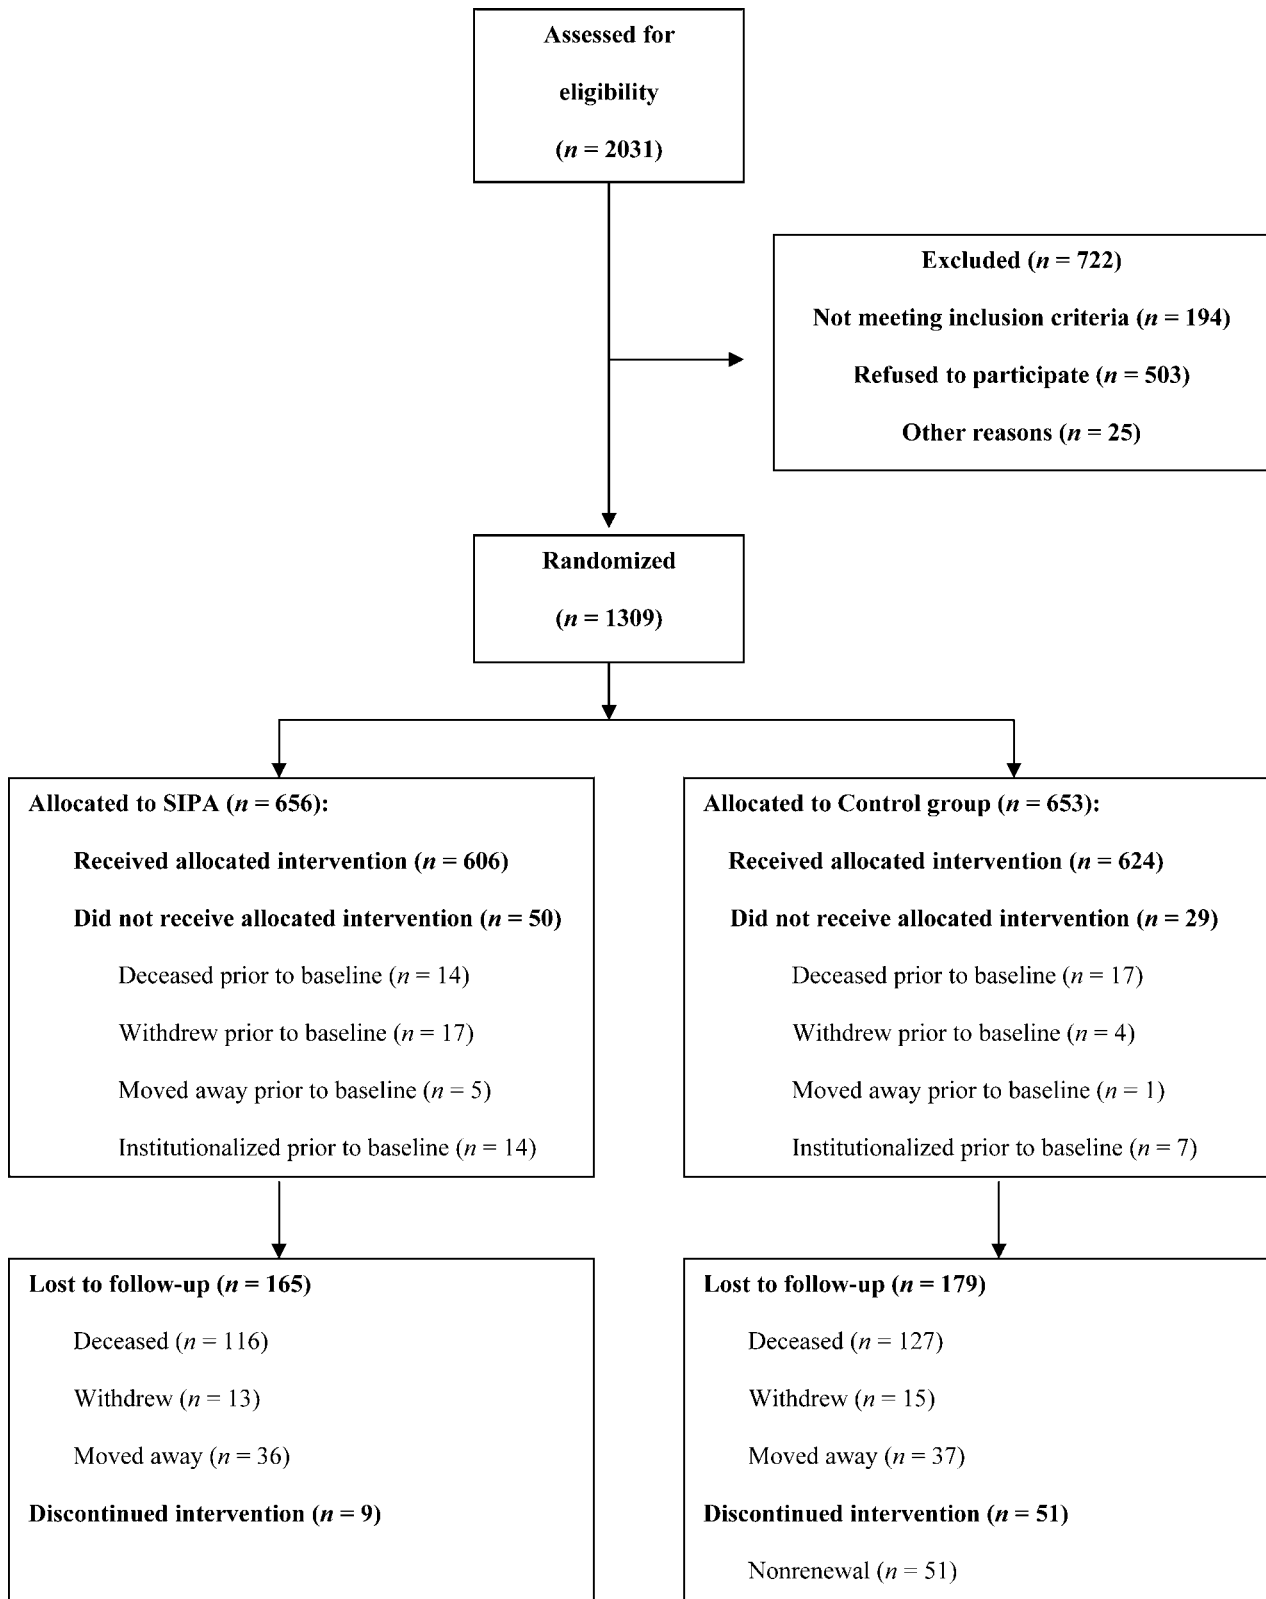 Assessed for
eligibility
(n = 2031)
Excluded (n = 722)
Not meeting inclusion criteria (n = 194)
Refused to participate (n = 503)
Other reasons (n = 25)
Randomized
(n = 1309)
Allocated to SIPA (n = 656):
Received allocated intervention (n = 606)
Did not receive allocated intervention (n = 50)
Deceased prior to baseline (n = 14)
Withdrew prior to baseline (n = 17)
Moved away prior to baseline (n = 5)
Institutionalized prior to baseline (n = 14)
Allocated to Control group (n = 653):
Received allocated intervention (n = 624)
Did not receive allocated intervention (n = 29)
Deceased prior to baseline (n = 17)
Withdrew prior to baseline (n = 4)
Moved away prior to baseline (n = 1)
Institutionalized prior to baseline (n = 7)
Lost to follow-up (n = 165)
Deceased (n = 116)
Withdrew (n = 13)
Moved away (n = 36)
Discontinued intervention (n = 9)
Lost to follow-up (n = 179)
Deceased (n = 127)
Withdrew (n = 15)
Moved away (n = 37)
Discontinued intervention (n = 51)
Nonrenewal (n = 51)